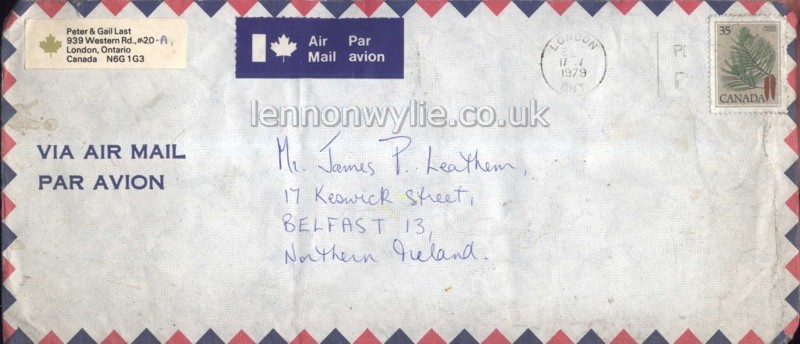 Peter & Gail Last
939 Western Rd., #20-A,
London, Ontario
Canada N6G 1G3
Air Par
Mail avion
LONDON
17
1979
ONT.
35
CANADA
lennonwylie.co.uk
VIA AIR MAIL
PAR AVION
Mr. James P. Leathem,
17 Keswick Street,
BELFAST 13,
Northern Ireland.